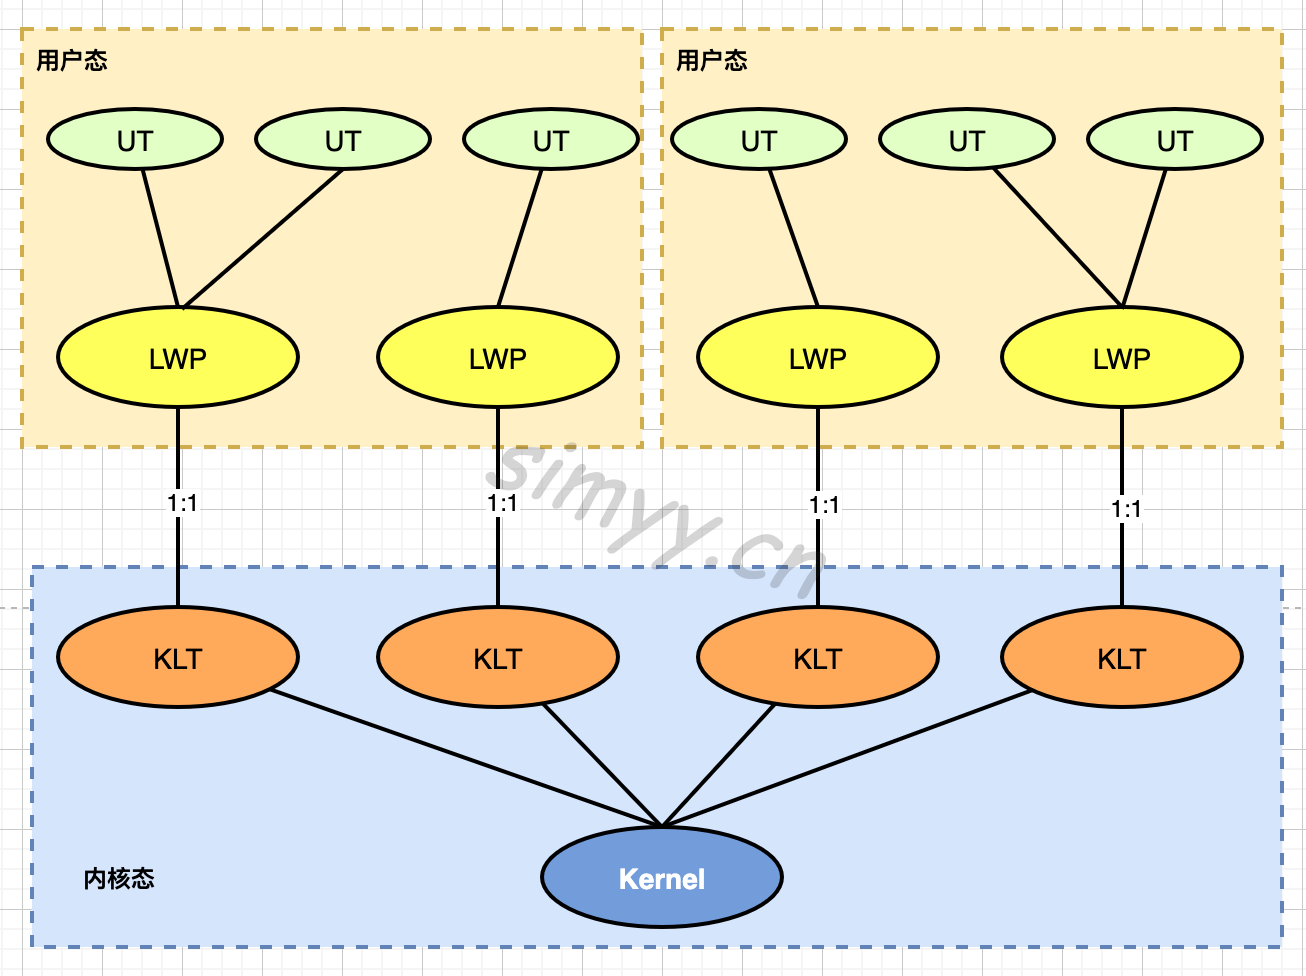 用户态
用户态
UT
UT
UT
UT
UT
UT
LWP
LWP
LWP
LWP
simyy.cn
1:1
1:1
1:1
1:1
KLT
KLT
KLT
KLT
内核态
Kernel